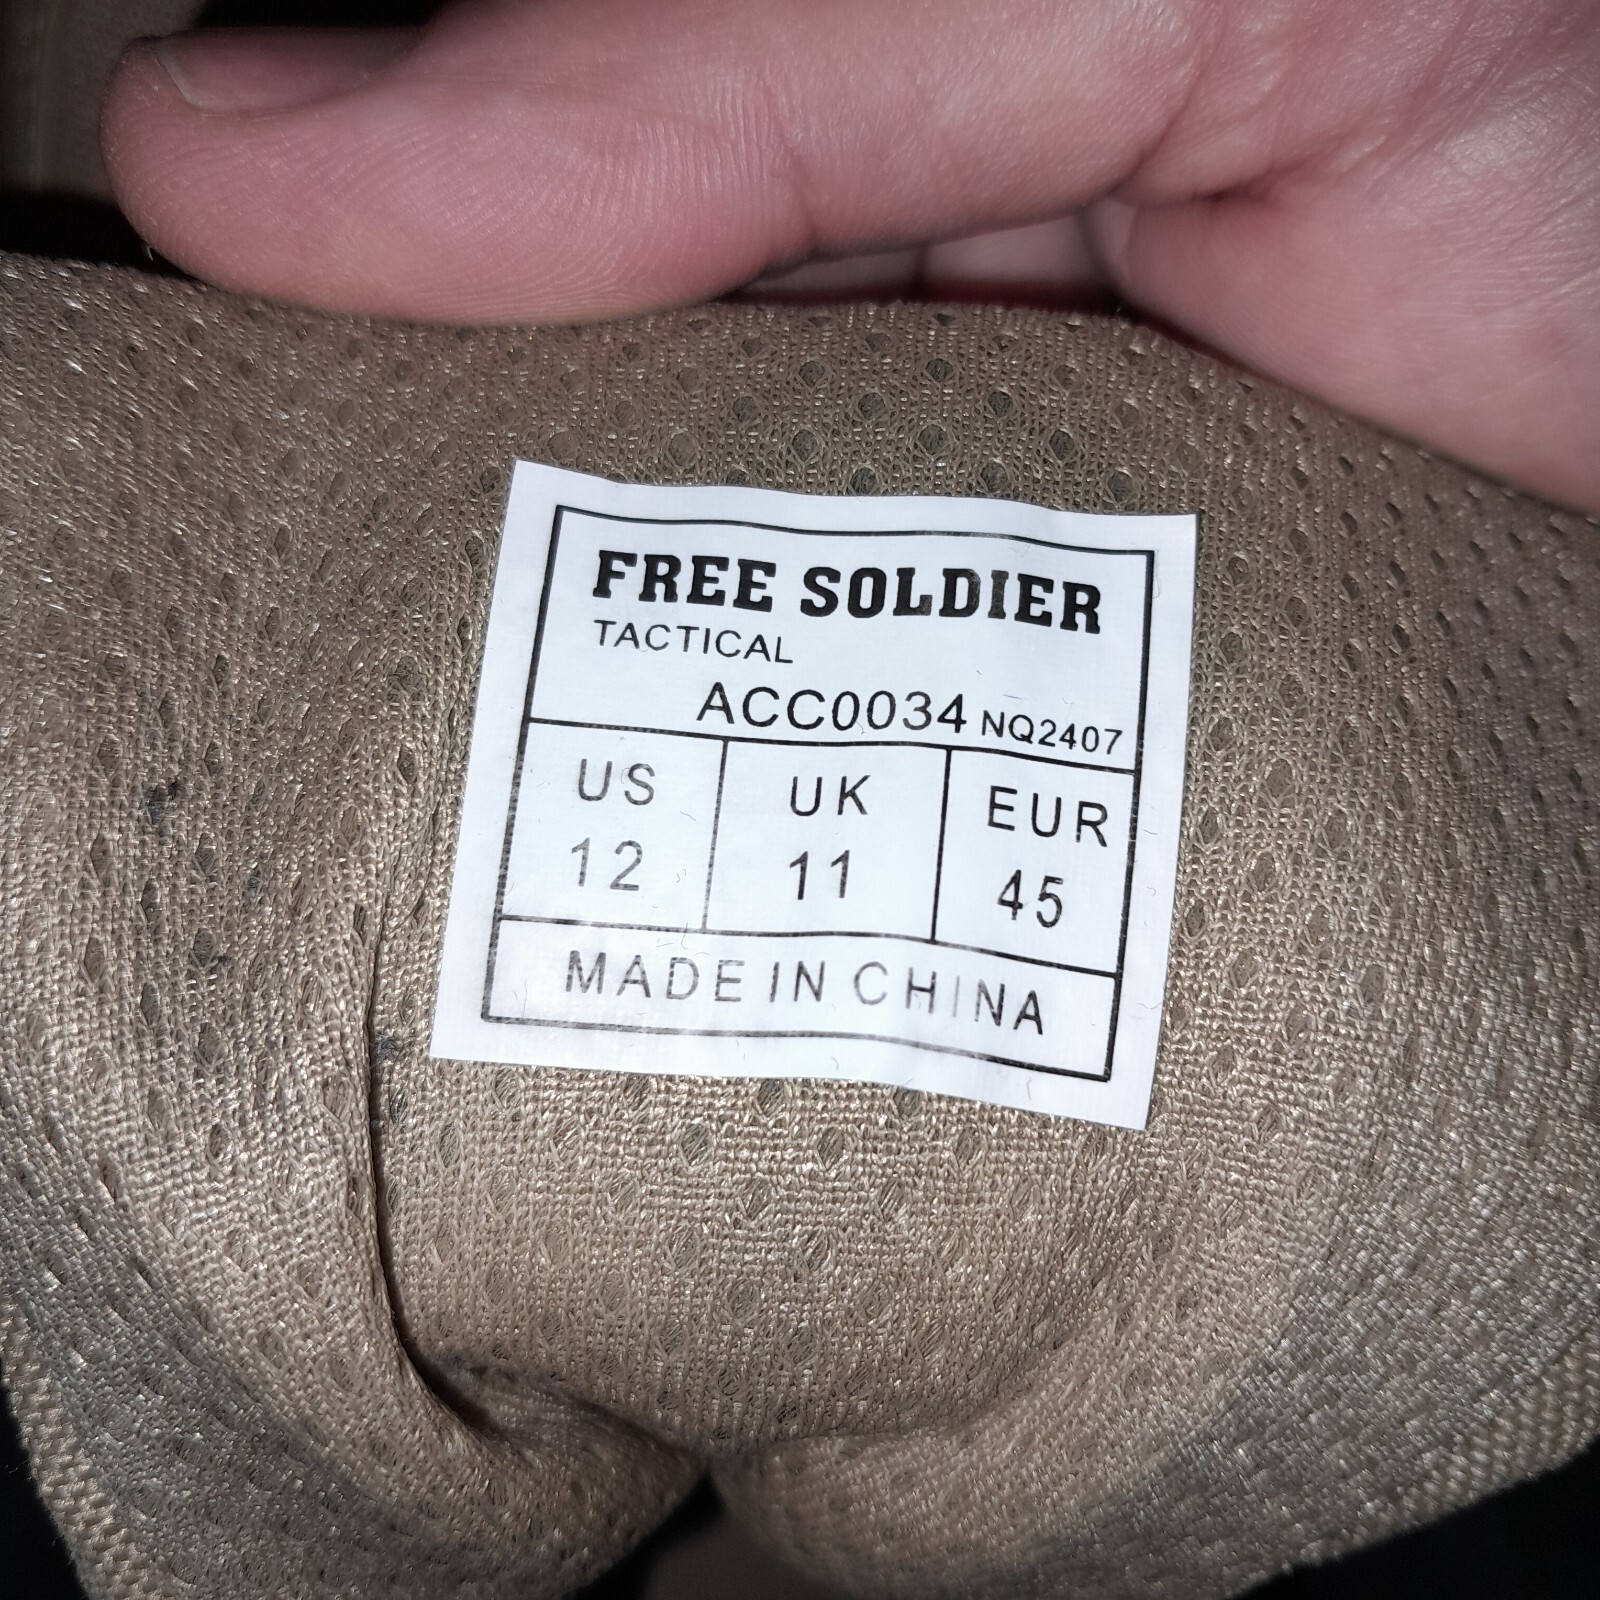 FREE SOLDIER
TACTICAL
ACC0034 NQ2407
US UK EUR
12 11 45
MADE IN CHINA